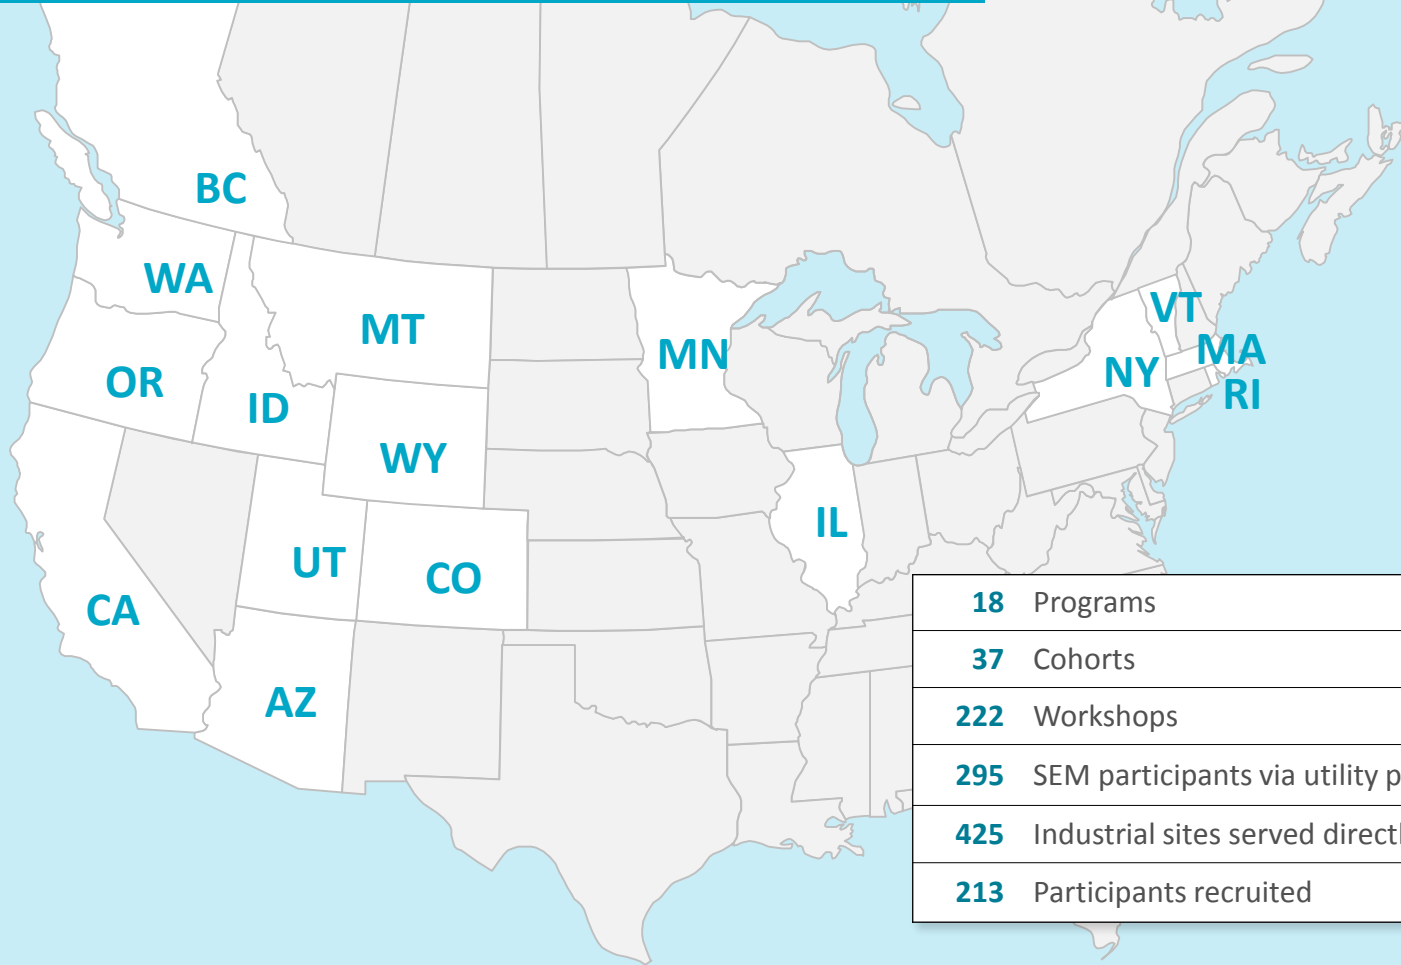 BC
WA
MT
OR
ID
WY
MN
VT
MA
NY
RI
IL
UT
CO
CA
AZ
18 Programs
37 Cohorts
222 Workshops
295 SEM participants via utility
425 Industrial sites served
213 Participants recruited